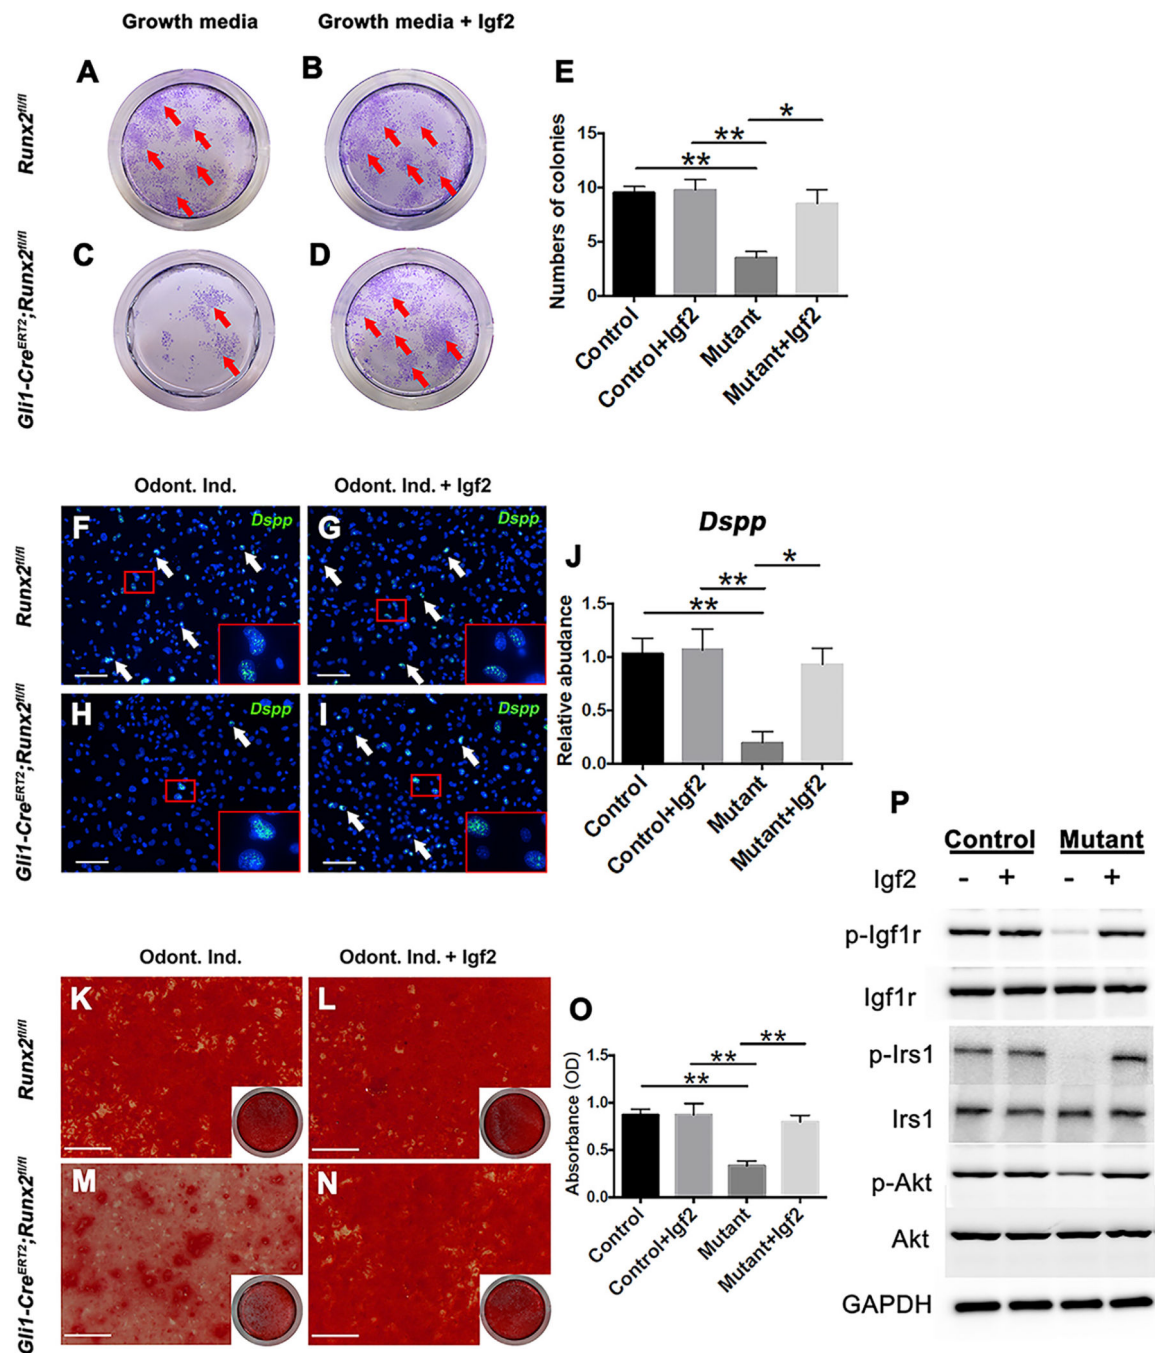 Growth media
Growth media + Igf2
Runx2fl/fl
Gli1-CreERT2;Runx2fl/fl
A
B
C
D
E
**
**
*
Numbers of colonies
15
10
5
0
Control
Control+Igf2
Mutant
Mutant+Igf2
Odont. Ind.
Odont. Ind. + Igf2
Runx2fl/fl
Gli1-CreERT2;Runx2fl/fl
F
Dspp
G
Dspp
H
Dspp
I
Dspp
J
Dspp
**
**
*
Relative abudance
1.5
1.0
0.5
0.0
Control
Control+Igf2
Mutant
Mutant+Igf2
Odont. Ind.
Odont. Ind. + Igf2
Runx2fl/fl
Gli1-CreERT2;Runx2fl/fl
K
L
M
N
O
**
**
**
Absorbance (OD)
1.5
1.0
0.5
0.0
Control
Control+Igf2
Mutant
Mutant+Igf2
P
Control Mutant
Igf2 - + - +
p-Igf1r
Igf1r
p-Irs1
Irs1
p-Akt
Akt
GAPDH